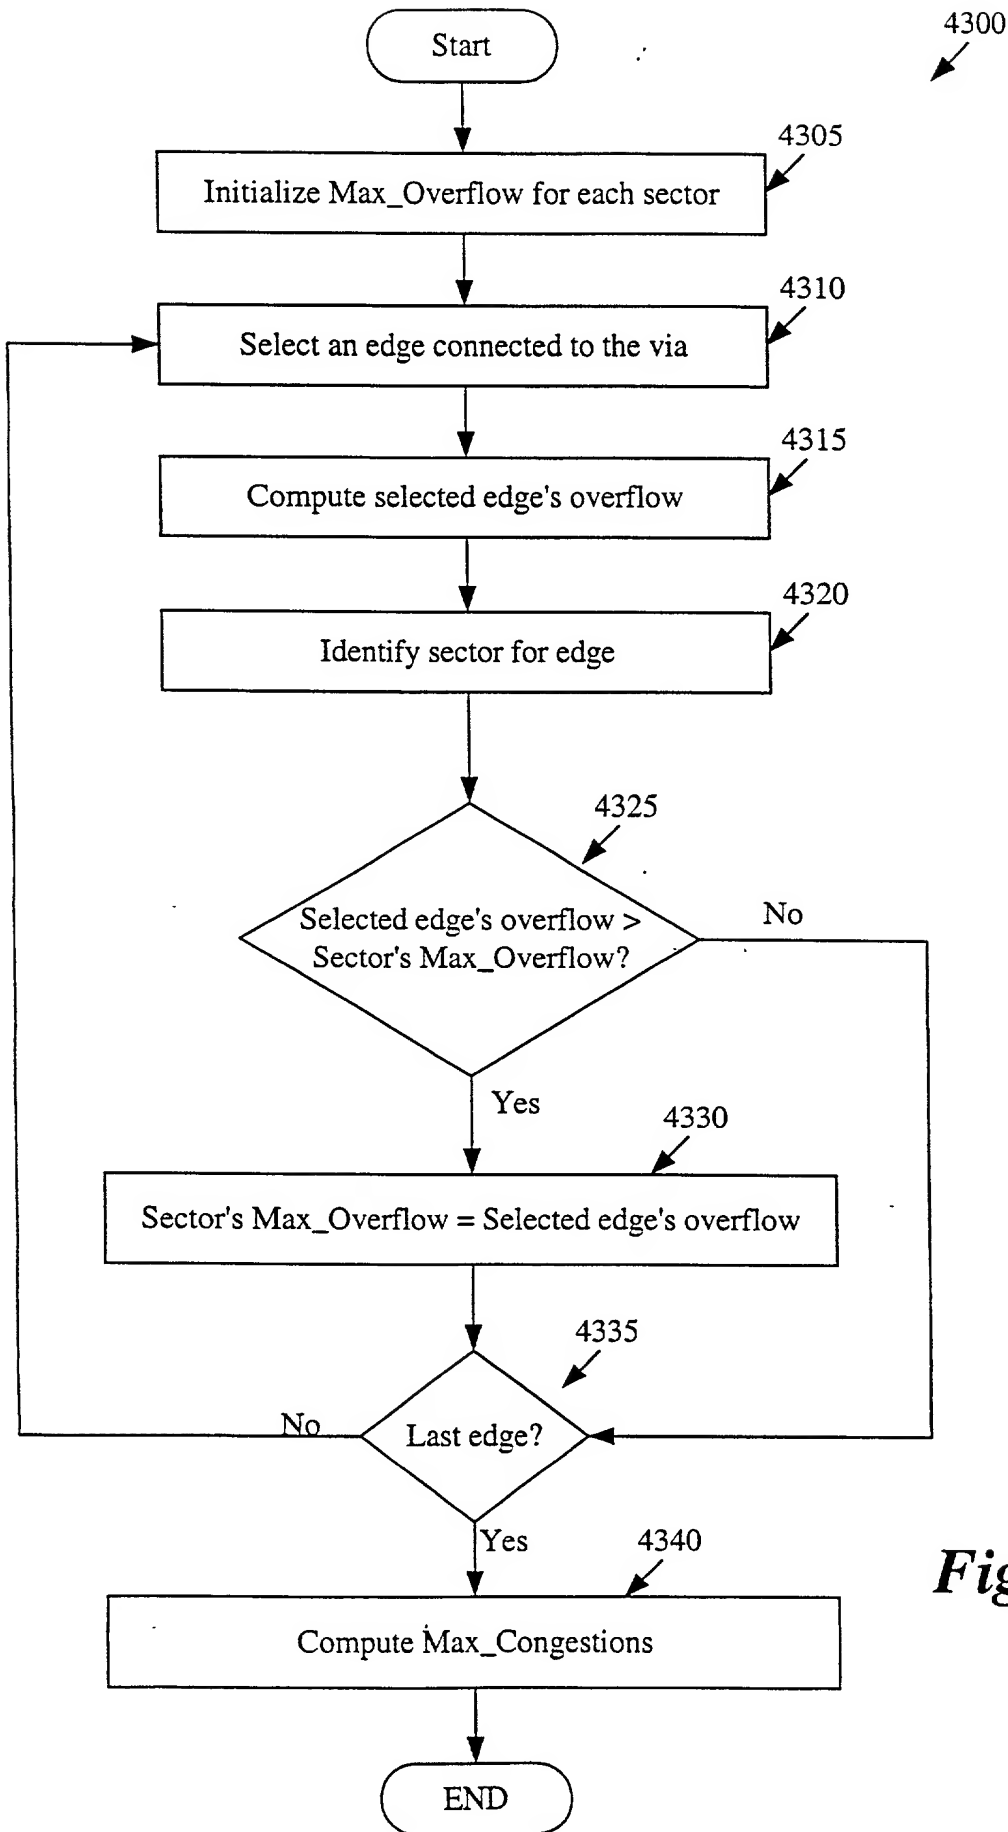 Start
4300
4305
Initialize Max_Overflow for each sector
4310
Select an edge connected to the via
4315
Compute selected edge's overflow
4320
Identify sector for edge
4325
Selected edge's overflow >
Sector's Max_Overflow?
No
Yes
4330
Sector's Max_Overflow = Selected edge's overflow
4335
No
Last edge?
Yes
4340
Fig
Compute Max_Congestions
END